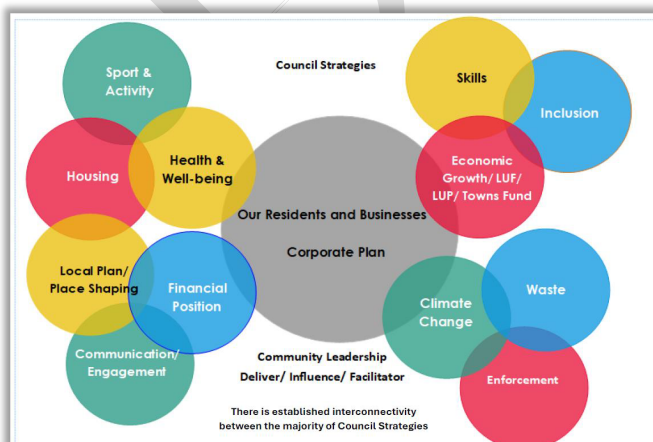 Council Strategies
Sport &
Activity
Skills
Inclusion
Housing
Health &
Well-being
Economic
Growth/ LUF/
LUP/ Towns Fund
Our Residents and Businesses
Corporate Plan
Local Plan/
Place Shaping
Financial
Position
Climate
Change
Waste
Communication/
Engagement
Community Leadership
Deliver/ Influence/ Facilitator
Enforcement
There is established interconnectivity
between the majority of Council Strategies